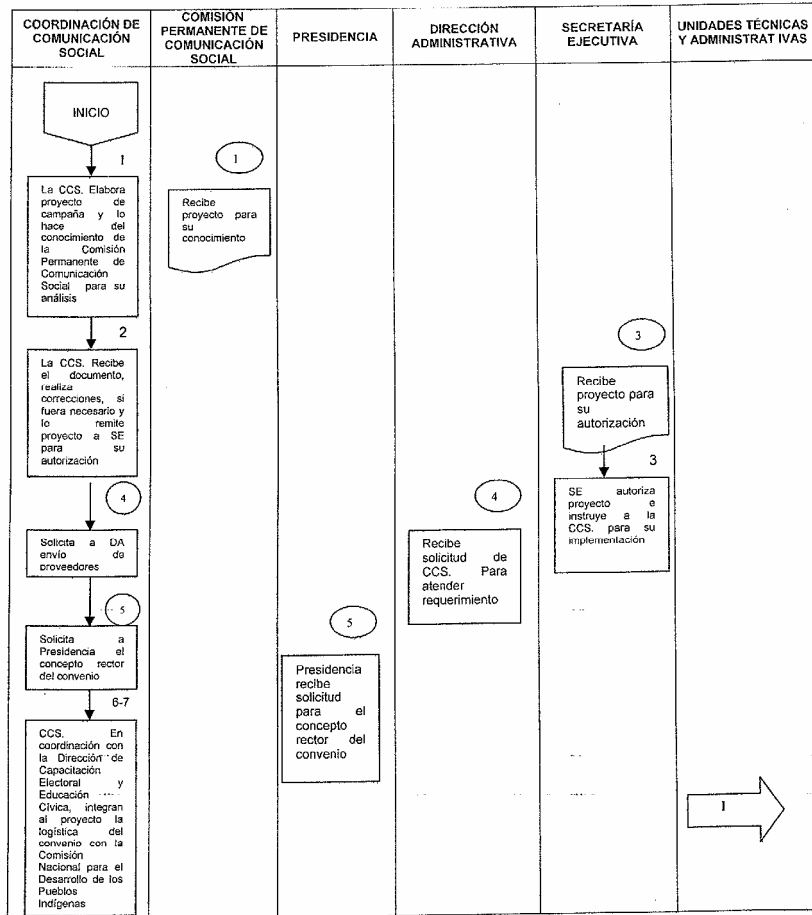 COORDINACIÓN DE
COMUNICACIÓN
SOCIAL
COMISIÓN
PERMANENTE DE
COMUNICACIÓN
SOCIAL
PRESIDENCIA
DIRECCIÓN
ADMINISTRATIVA
SECRETARÍA
EJECUTIVA
UNIDADES TÉCNICAS
Y ADMINISTRAT IVAS
INICIO
1
La CCS. Elabora
proyecto de
campaña y lo
hace del
conocimiento de
la Comisión
Permanente de
Comunicación
Social para su
análisis
1
Recibe
proyecto para
su
conocimiento
2
La CCS. Recibe
el documento,
realiza
correcciones, si
fuera necesario y
lo remite
proyecto a SE
para su
autorización
3
Recibe
proyecto para
su
autorización
3
SE autoriza
proyecto e
instruye a la
CCS. para su
implementación
4
Solicita a DA
envío de
proveedores
4
Recibe
solicitud de
CCS. Para
atender
requerimiento
5
Solicita a
Presidencia el
concepto rector
del convenio
5
Presidencia
recibe
solicitud
para el
concepto
rector del
convenio
6-7
CCS. En
coordinación con
la Dirección de
Capacitación
Electoral y
Educación
Cívica, integran
al proyecto la
logística del
convenio con la
Comisión
Nacional para el
Desarrollo de los
Pueblos
Indígenas
1